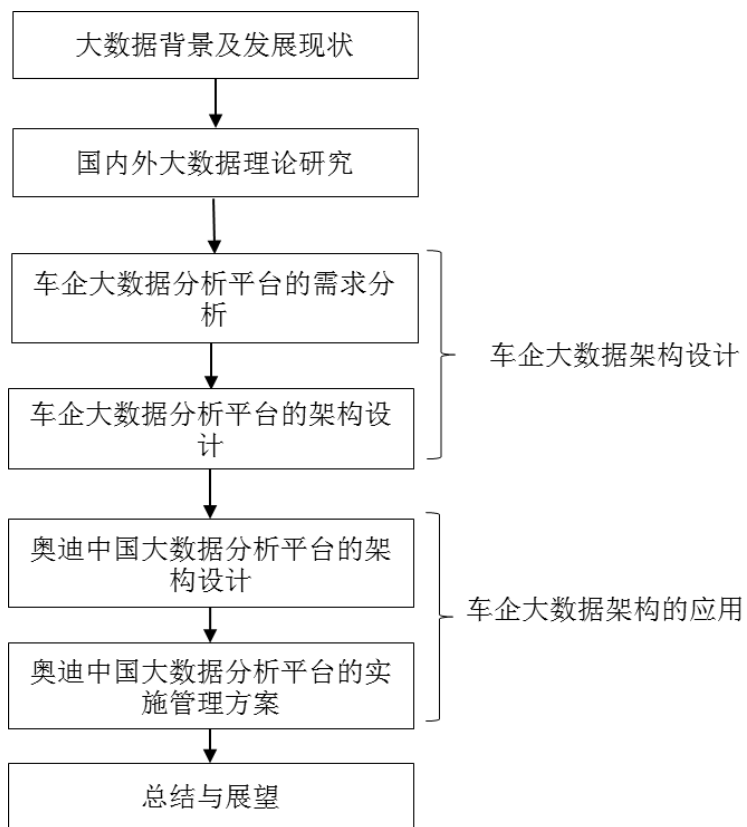 大数据背景及发展现状
国内外大数据理论研究
车企大数据分析平台的需求分
析
车企大数据架构设计
车企大数据分析平台的架构设
计
奥迪中国大数据分析平台的架
构设计
车企大数据架构的应用
奥迪中国大数据分析平台的实
施管理方案
总结与展望